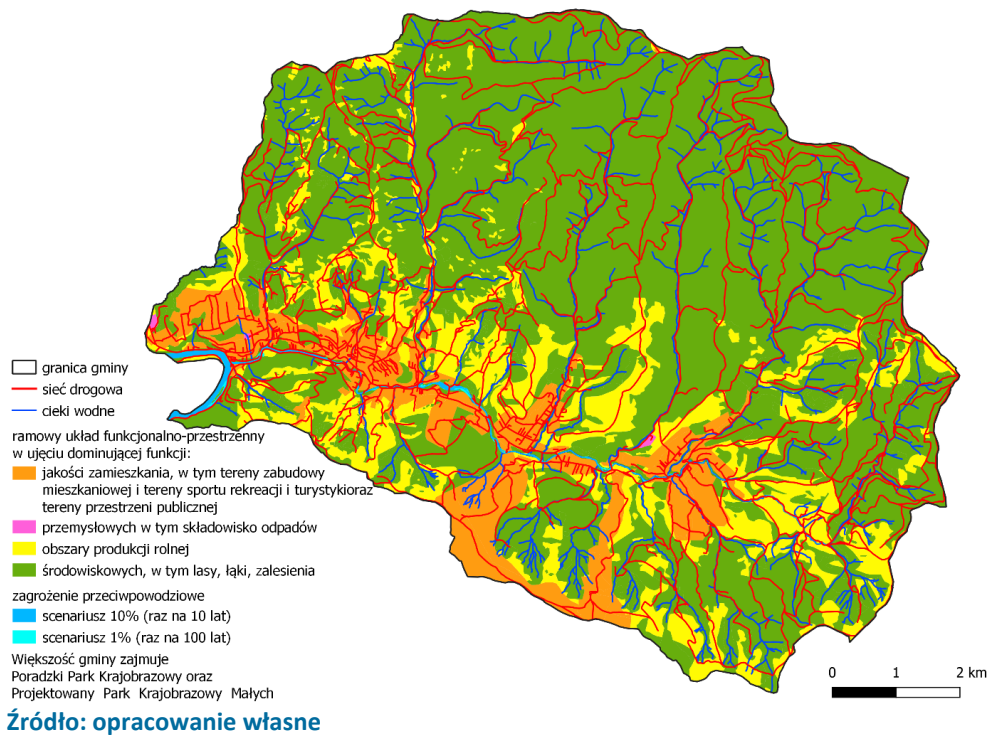 granica gminy
sieć drogowa
cieki wodne
ramowy układ funkcjonalno-przestrzenny
w ujęciu dominującej funkcji:
jakości zamieszkania, w tym tereny zabudowy
mieszkaniowej i tereny sportu rekreacji i turystykioraz
tereny przestrzeni publicznej
przemysłowych w tym składowisko odpadów
obszary produkcji rolnej
środowiskowych, w tym lasy, łąki, zalesienia
zagrożenie przeciwpowodziowe
scenariusz 10% (raz na 10 lat)
scenariusz 1% (raz na 100 lat)
Większość gminy zajmuje
Poradzki Park Krajobrazowy oraz
Projektowany Park Krajobrazowy Małych
0 1 2 km
Źródło: opracowanie własne